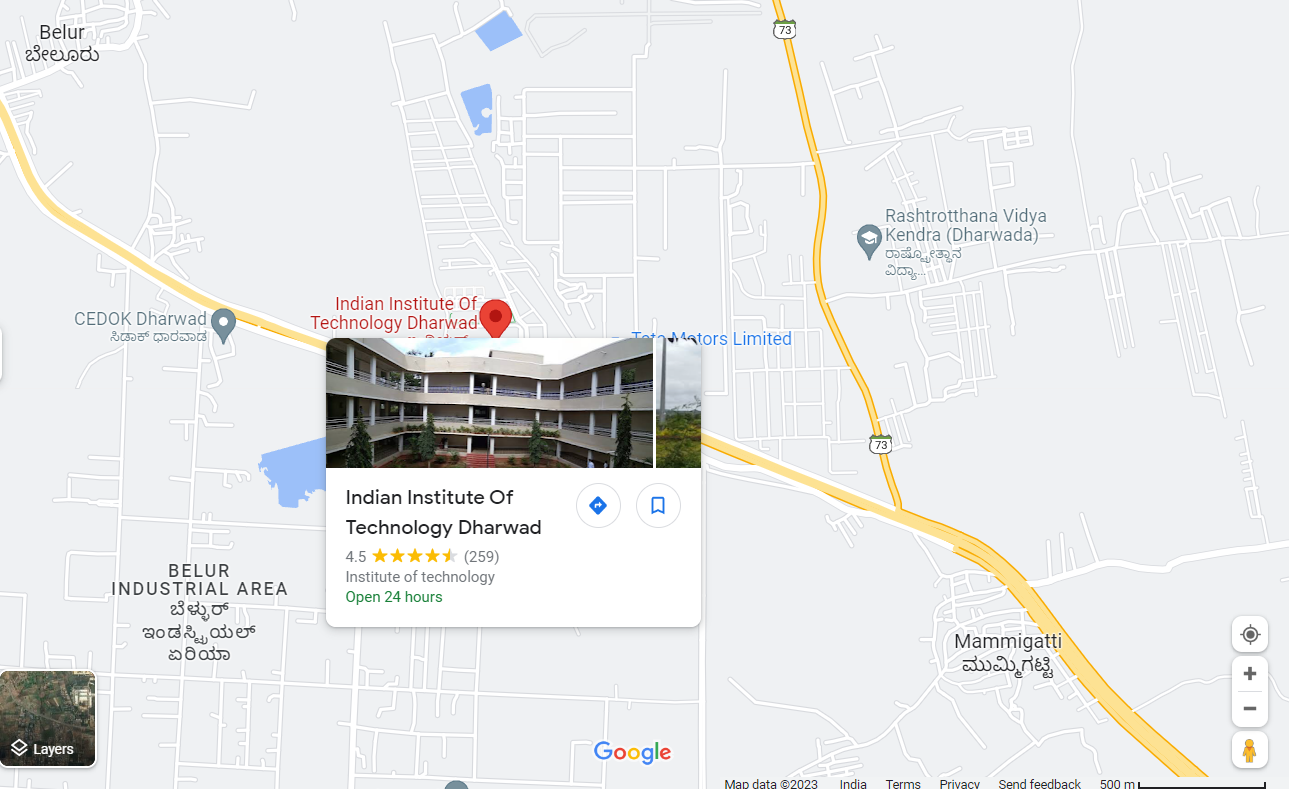 Belur
ಬೇಲೂರು
73
Rashtrotthana Vidya
Kendra (Dharwada)
ರಾಷ್ಟ್ರೋತ್ಥಾನ
ವಿದ್ಯಾ...
Indian Institute Of
Technology Dharwad
CEDOK Dharwad
ಸಿಡಾಕ್ ಧಾರವಾಡ
Tata Motors Limited
73
Indian Institute Of
Technology Dharwad
4.5 (259)
Institute of technology
Open 24 hours
BELUR
INDUSTRIAL AREA
ಬೆಳ್ಳುರ್
ಇಂಡಸ್ಟ್ರಿಯಲ್
ಏರಿಯಾ
Mammigatti
ಮುಮ್ಮಿಗಟ್ಟಿ
Layers
Google
Map data ©2023 India Terms Privacy Send feedback 500 m